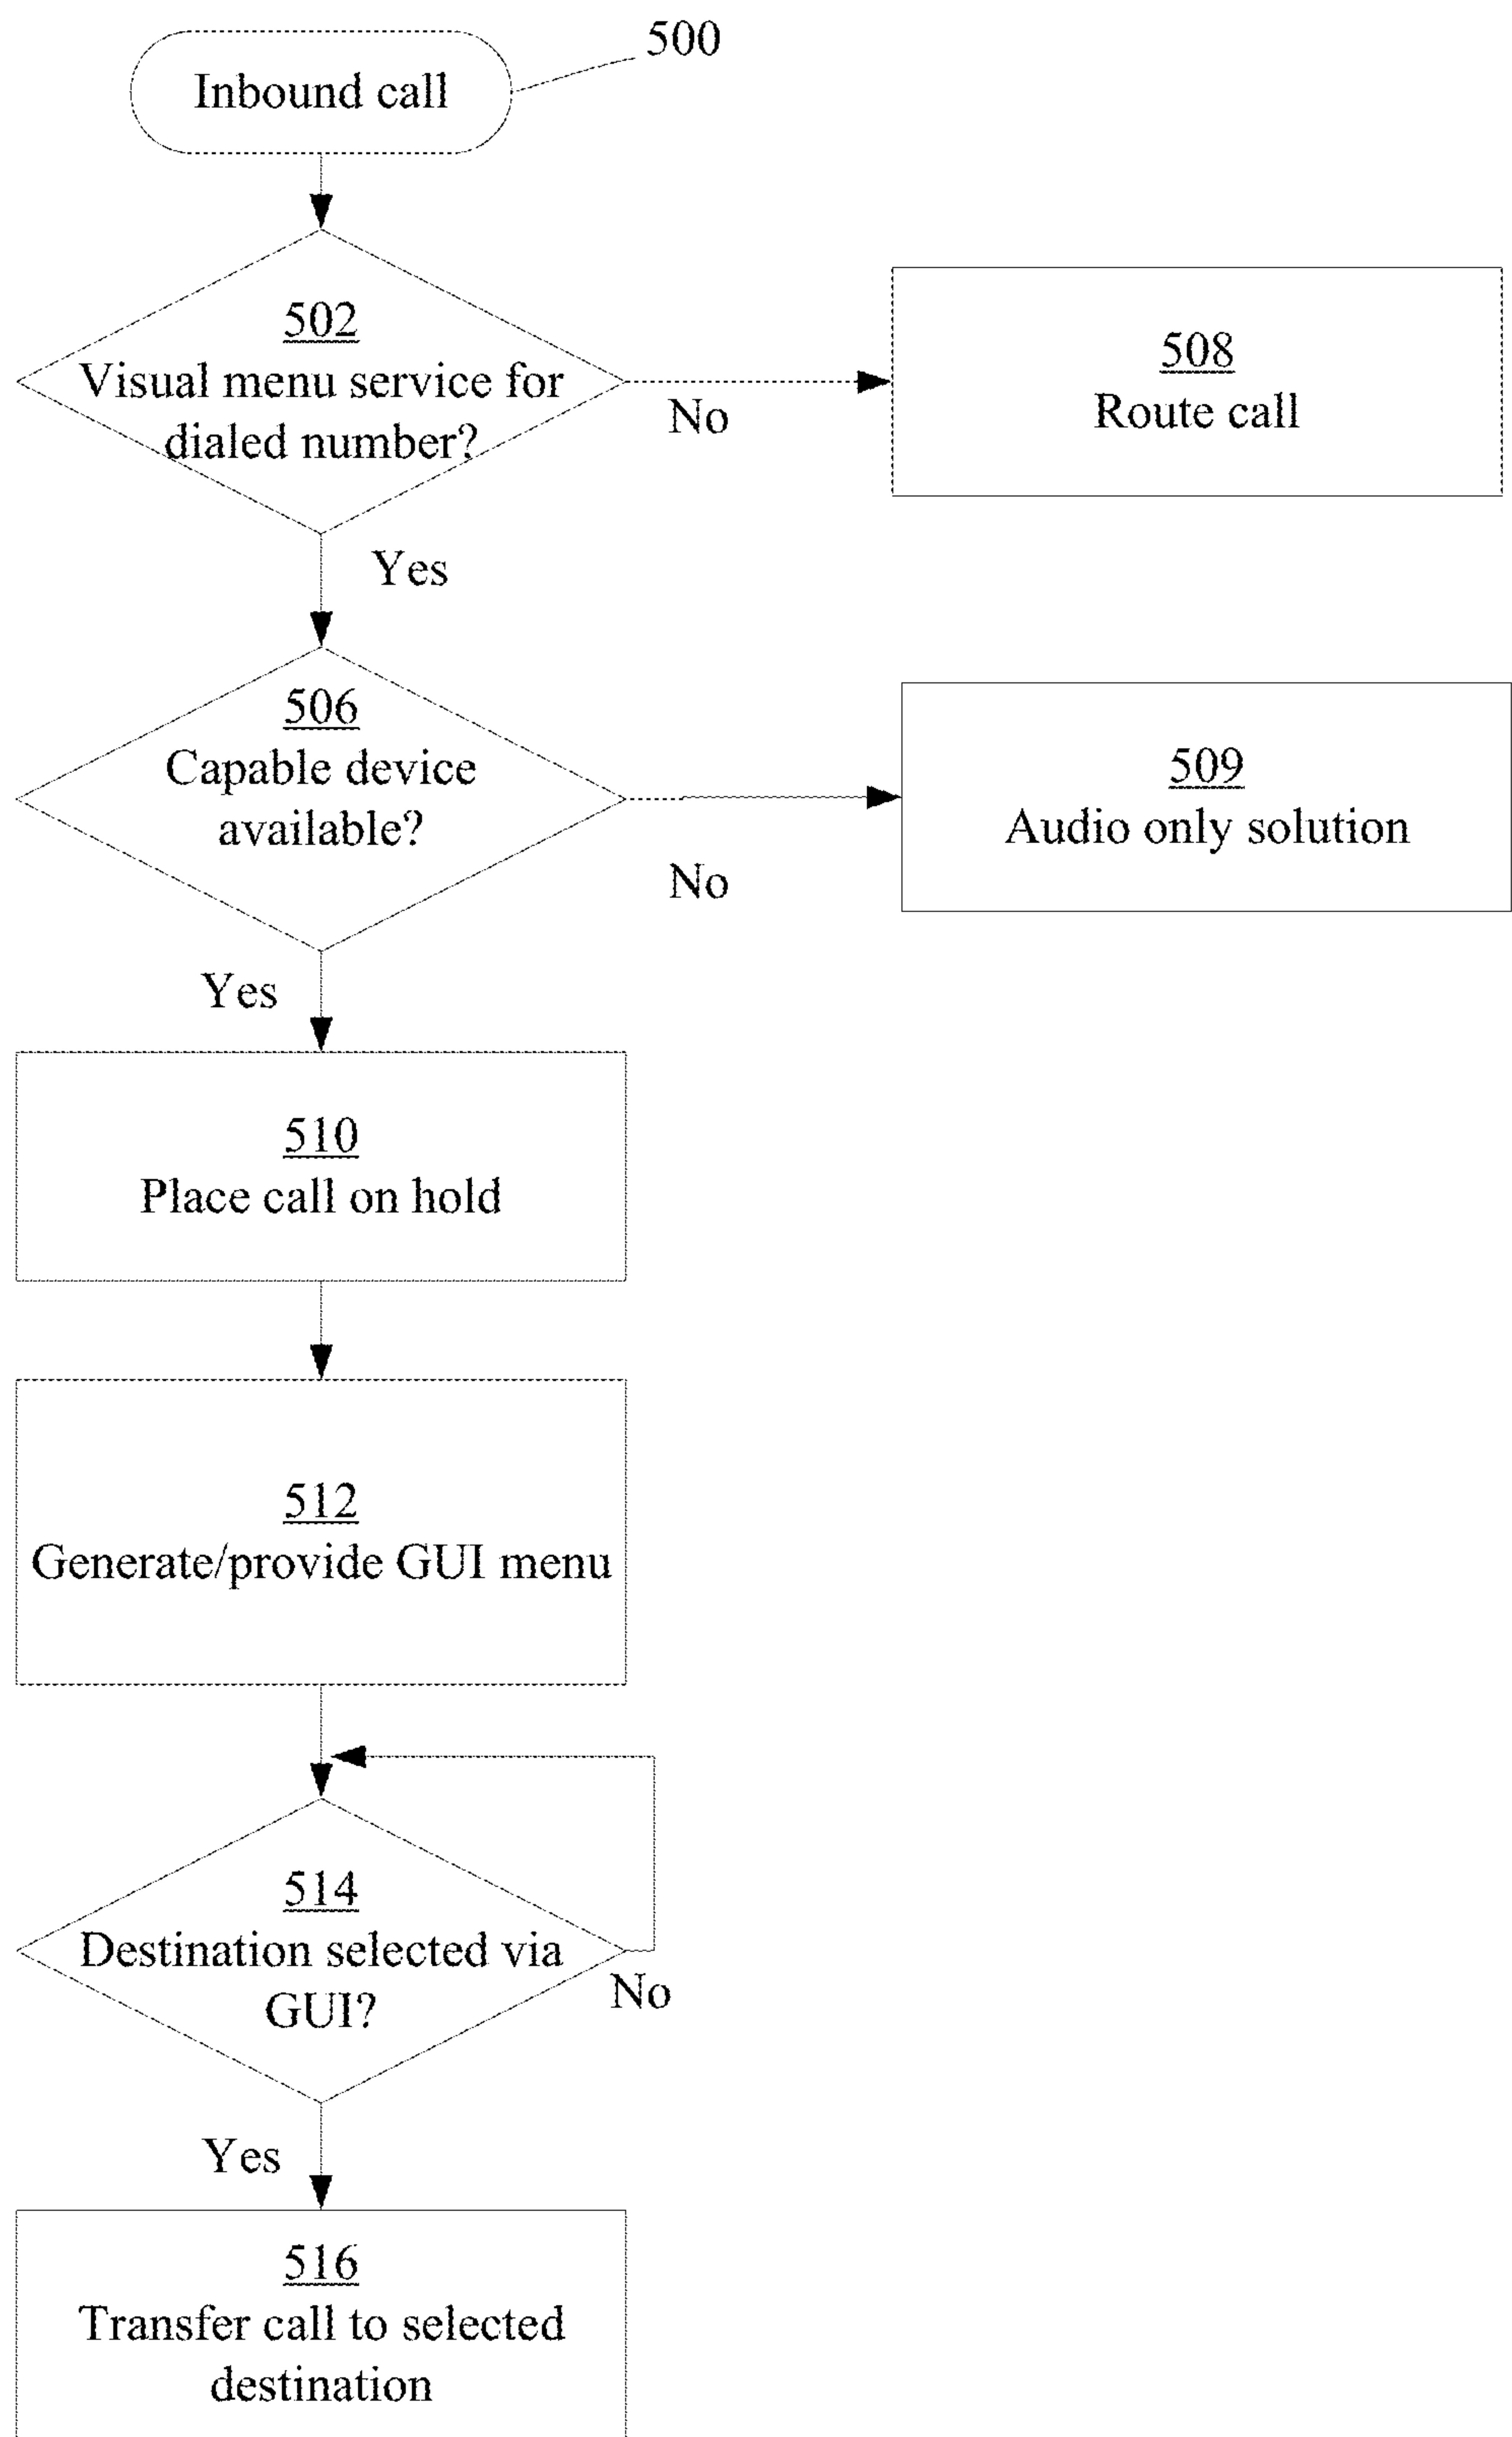 500
Inbound call
502
Visual menu service for
dialed number?
No
508
Route call
Yes
506
Capable device
available?
No
509
Audio only solution
Yes
510
Place call on hold
512
Generate/provide GUI menu
514
Destination selected via
GUI?
No
Yes
516
Transfer call to selected
destination